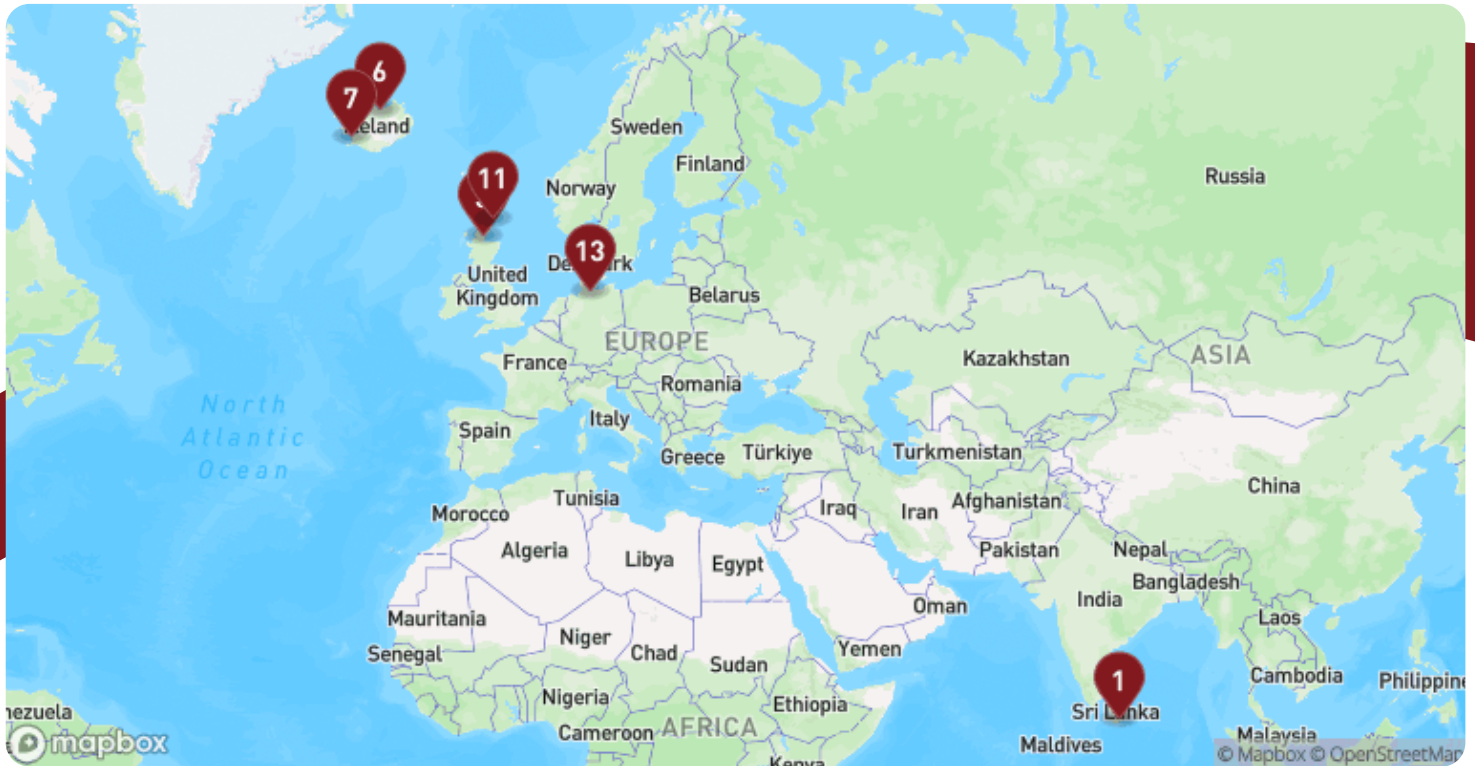 6
7
Sweden
Finland
Russia
11
Norway
13
United
Kingdom
Belarus
EUROPE
ASIA
France
Kazakhstan
Romania
North
Atlantic
Ocean
Italy
Spain
Greece
Türkiye
Turkmenistan
China
Tunisia
Morocco
Iraq
Iran
Afghanistan
Algeria
Libya
Egypt
Pakistan
Nepal
Bangladesh
India
Oman
Mauritania
Laos
Niger
Chad
Senegal
Sudan
Yemen
Cambodia
1
Nigeria
Ethiopia
Philippine
nezuela
Sri Lanka
Cameroon
AFRICA
Malaysia
Maldives
mapbox
© Mapbox © OpenStreetMap
Kenya